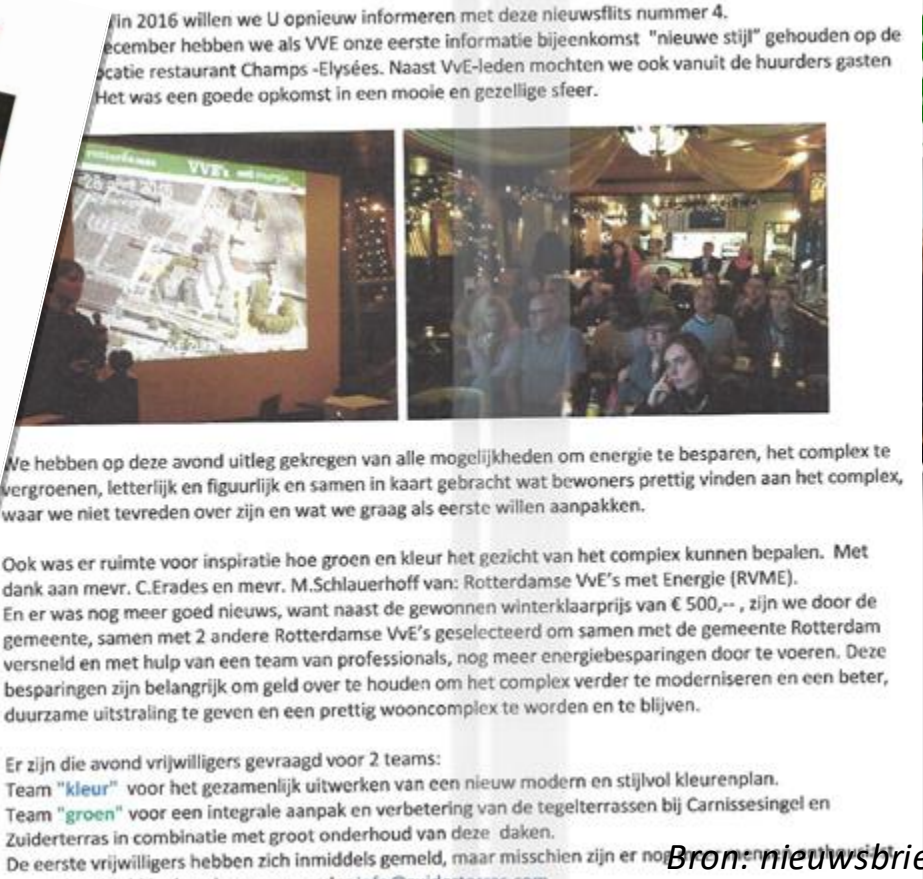 in 2016 willen we U opnieuw informeren met deze nieuwsflits nummer 4.
ecember hebben we als VVE onze eerste informatie bijeenkomst "nieuwe stijl" gehouden op de
ocatie restaurant Champs -Elysées. Naast VvE-leden mochten we ook vanuit de huurders gasten
Het was een goede opkomst in een mooie en gezellige sfeer.
rotterdamse VVE's met energie
We hebben op deze avond uitleg gekregen van alle mogelijkheden om energie te besparen, het complex te
vergroenen, letterlijk en figuurlijk en samen in kaart gebracht wat bewoners prettig vinden aan het complex,
waar we niet tevreden over zijn en wat we graag als eerste willen aanpakken.
Ook was er ruimte voor inspiratie hoe groen en kleur het gezicht van het complex kunnen bepalen. Met
dank aan mevr. C.Erades en mevr. M.Schlauerhoff van: Rotterdamse VvE's met Energie (RVME).
En er was nog meer goed nieuws, want naast de gewonnen winterklaarprijs van € 500,-- , zijn we door de
gemeente, samen met 2 andere Rotterdamse VvE's geselecteerd om samen met de gemeente Rotterdam
versneld en met hulp van een team van professionals, nog meer energiebesparingen door te voeren. Deze
besparingen zijn belangrijk om geld over te houden om het complex verder te moderniseren en een beter,
duurzame uitstraling te geven en een prettig wooncomplex te worden en te blijven.
Er zijn die avond vrijwilligers gevraagd voor 2 teams:
Team "kleur" voor het gezamenlijk uitwerken van een nieuw modern en stijlvol kleurenplan.
Team "groen" voor een integrale aanpak en verbetering van de tegelterrassen bij Carnissesingel en
Zuiderterras in combinatie met groot onderhoud van deze daken.
De eerste vrijwilligers hebben zich inmiddels gemeld, maar misschien zijn er nog
Bron: nieuwsbrie